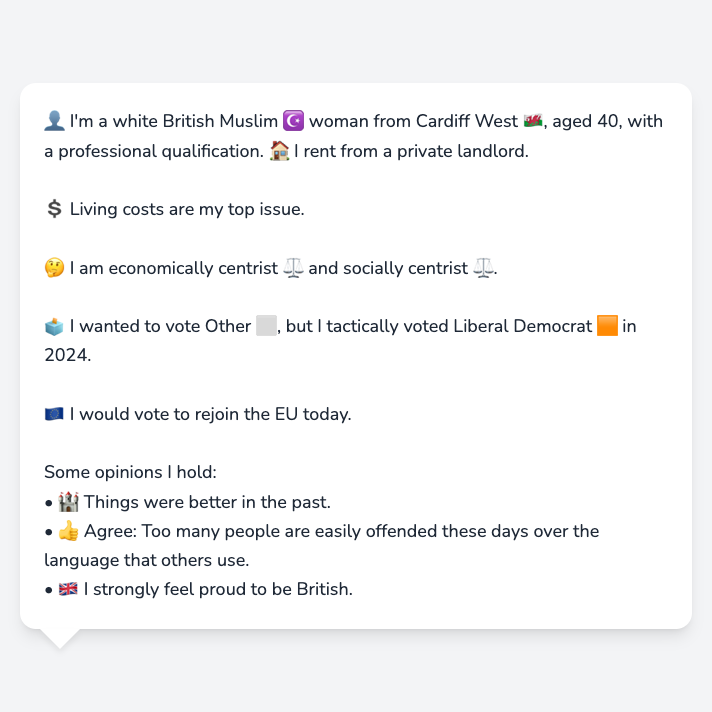 👤 I'm a white British Muslim ☪️ woman from Cardiff West 🏴󠁧󠁢󠁷󠁬󠁳󠁿, aged 40, with
a professional qualification. 🏠 I rent from a private landlord.
💲 Living costs are my top issue.
🤔 I am economically centrist ⚖️ and socially centrist ⚖️.
🗳️ I wanted to vote Other ⬜, but I tactically voted Liberal Democrat 🟧 in
2024.
🇪🇺 I would vote to rejoin the EU today.
Some opinions I hold:
• 🏰 Things were better in the past.
• 👍 Agree: Too many people are easily offended these days over the
language that others use.
• 🇬🇧 I strongly feel proud to be British.